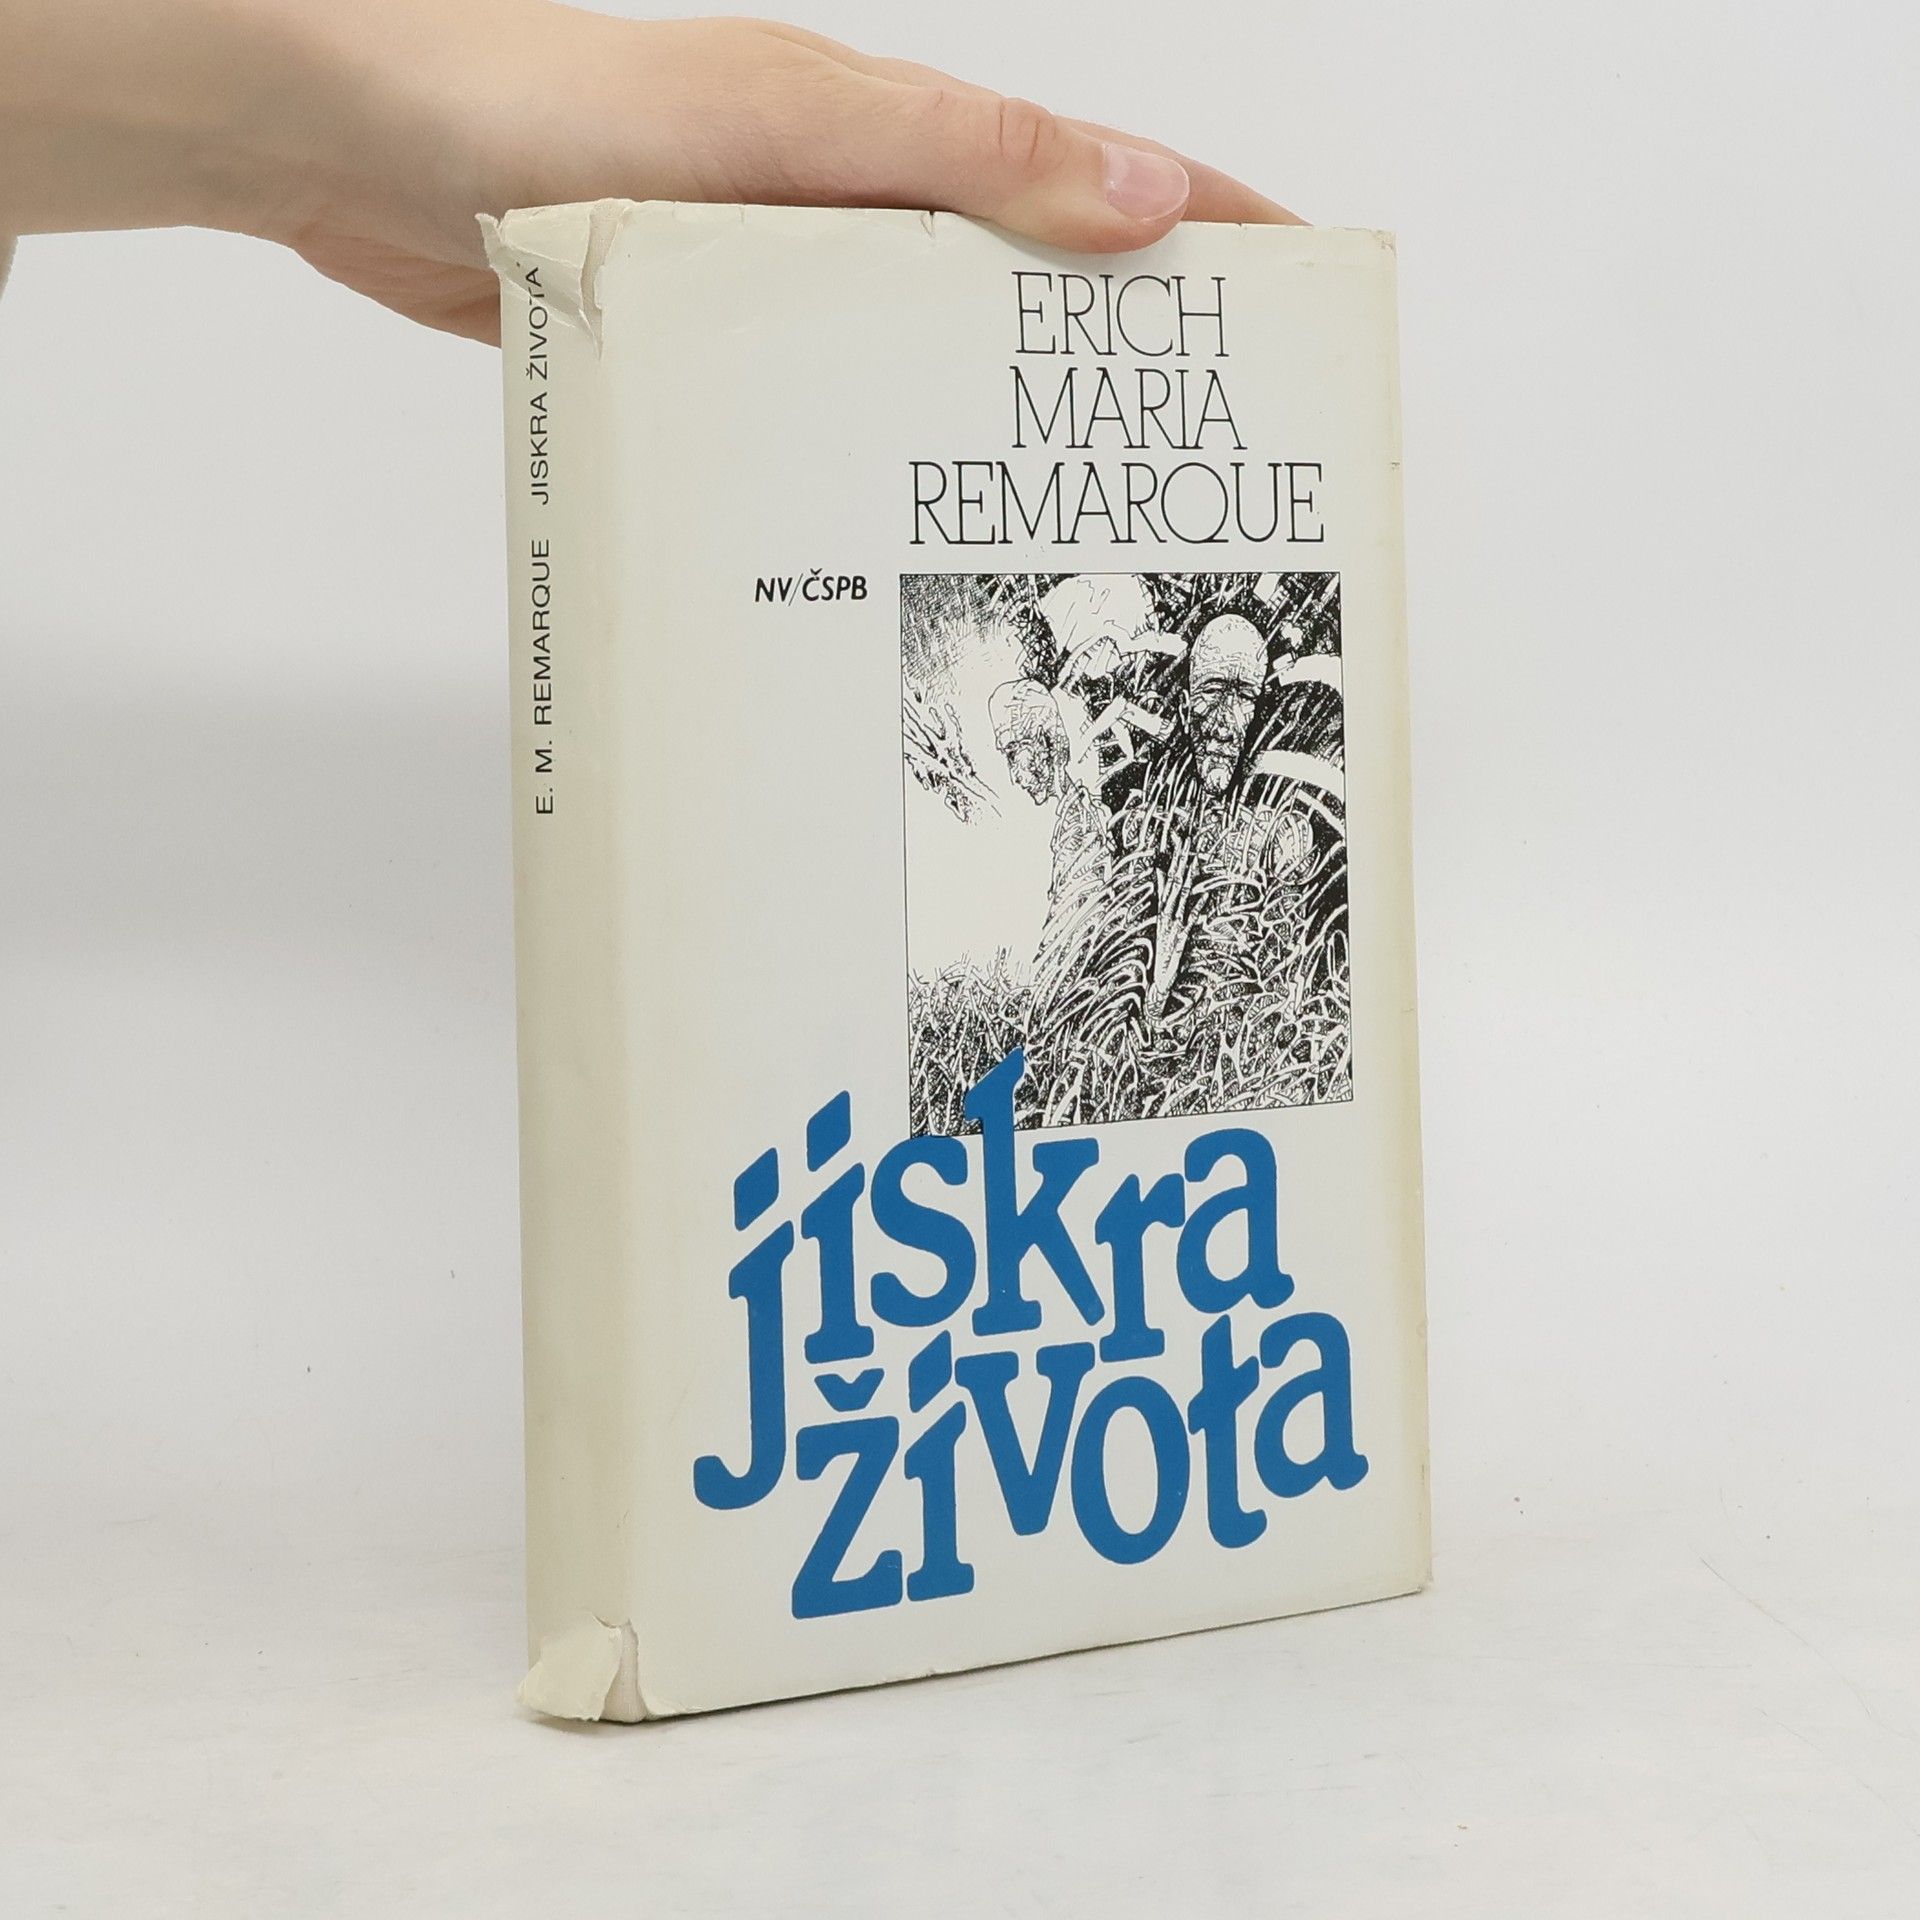 E. M. REMARQUE JISKRA ŽIVOTA
ERICH
MARIA
REMARQUE
NV/ČSPB
jiskra
života